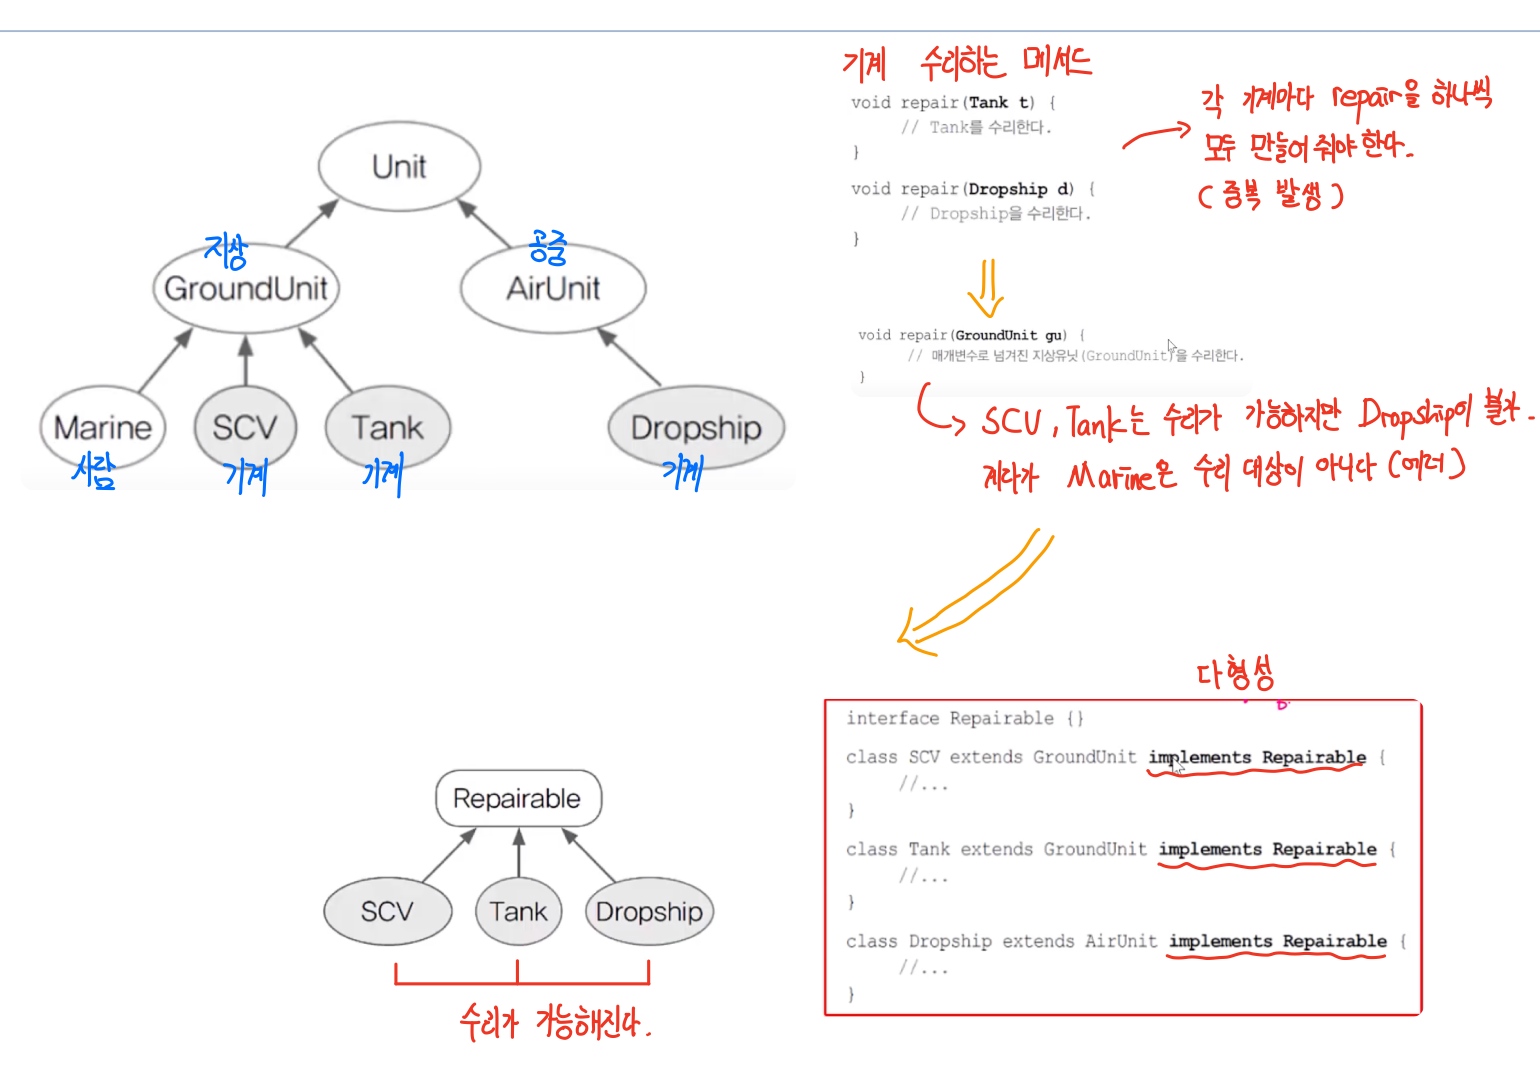 Unit
지상
GroundUnit
공중
AirUnit
Marine
SCV
Tank
Dropship
사람
기계
기계
기계
기계 수리하는 메서드
void repair(Tank t) {
// Tank를 수리한다.
}
void repair(Dropship d) {
// Dropship을 수리한다.
}
각 기계마다 repair을 하나씩
모두 만들어 줘야 한다.
(중복 발생)
void repair(GroundUnit gu) {
// 매개변수로 넘겨진 지상유닛(GroundUnit)을 수리한다.
}
SCV, Tank는 수리가 가능하지만 Dropship이 불가.
게다가 Marine은 수리 대상이 아니다 (에러)
다형성
interface Repairable {}
class SCV extends GroundUnit implements Repairable {
//...
}
class Tank extends GroundUnit implements Repairable {
//...
}
class Dropship extends AirUnit implements Repairable {
//...
}
Repairable
SCV
Tank
Dropship
수리가 가능해진다.